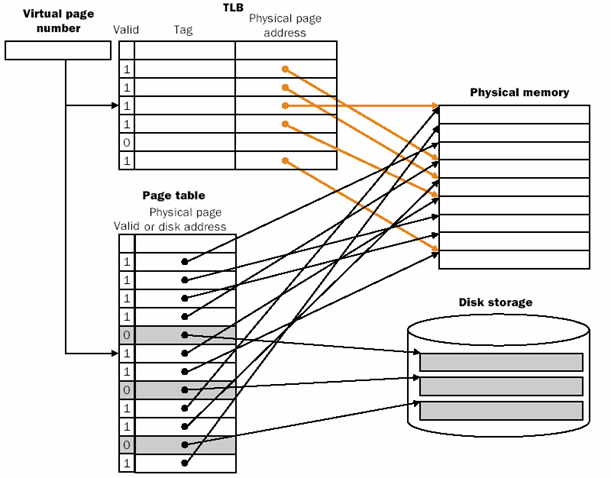 Virtual page
number
TLB
Valid
Tag
Physical page
address
1
1
1
1
0
1
Physical memory
Page table
Physical page
Valid or disk address
1
1
1
1
0
1
1
0
1
1
0
1
Disk storage